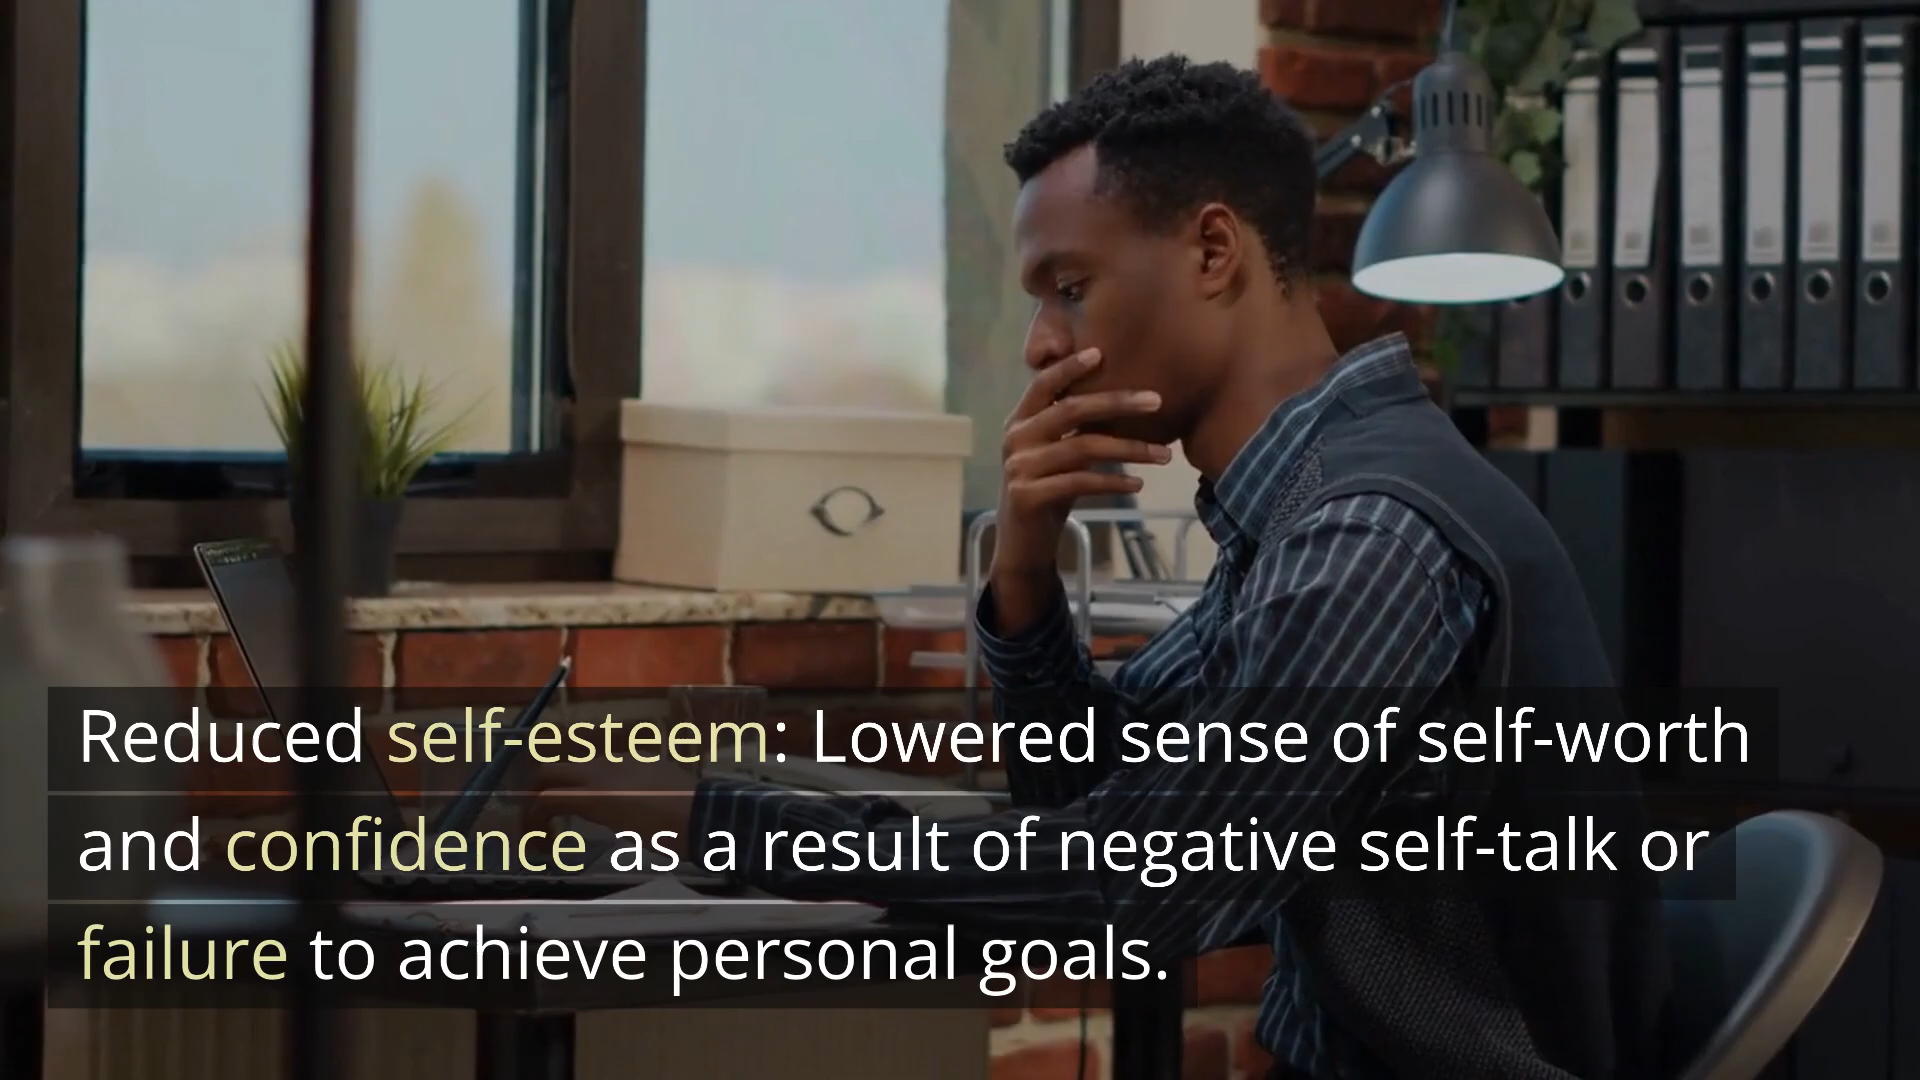 Reduced self-esteem: Lowered sense of self-worth
and confidence as a result of negative self-talk or
failure to achieve personal goals.